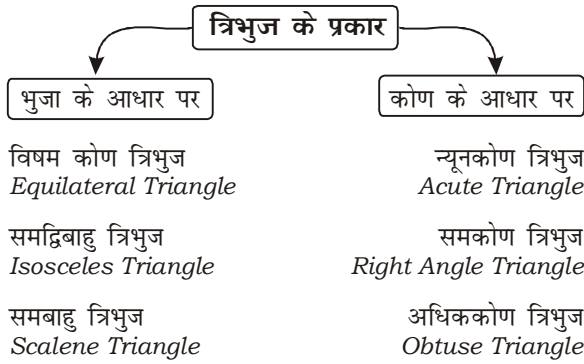 त्रिभुज के प्रकार
भुजा के आधार पर
विषम कोण त्रिभुज
Equilateral Triangle
समद्विबाहु त्रिभुज
Isosceles Triangle
समबाहु त्रिभुज
Scalene Triangle
कोण के आधार पर
न्यूनकोण त्रिभुज
Acute Triangle
समकोण त्रिभुज
Right Angle Triangle
अधिककोण त्रिभुज
Obtuse Triangle